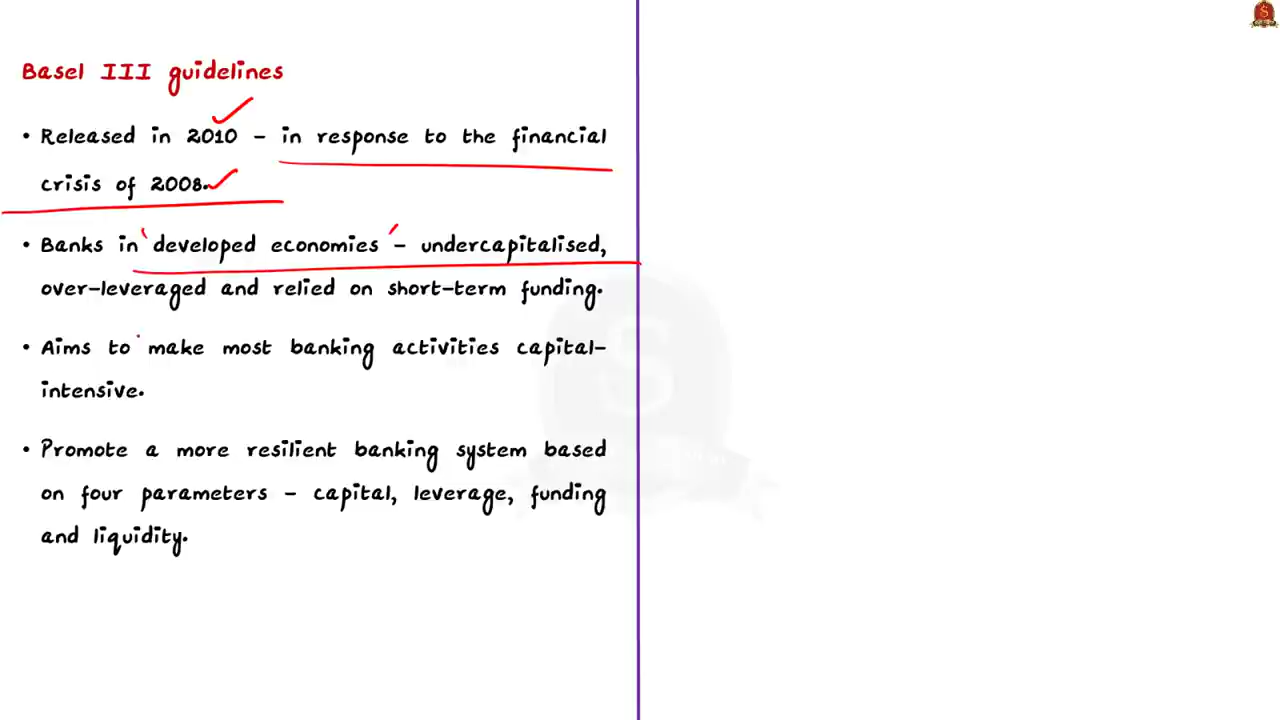 Basel III guidelines
• Released in 2010 – in response to the financial
crisis of 2008.
• Banks in developed economies – undercapitalised,
over-leveraged and relied on short-term funding.
• Aims to make most banking activities capital-
intensive.
• Promote a more resilient banking system based
on four parameters – capital, leverage, funding
and liquidity.